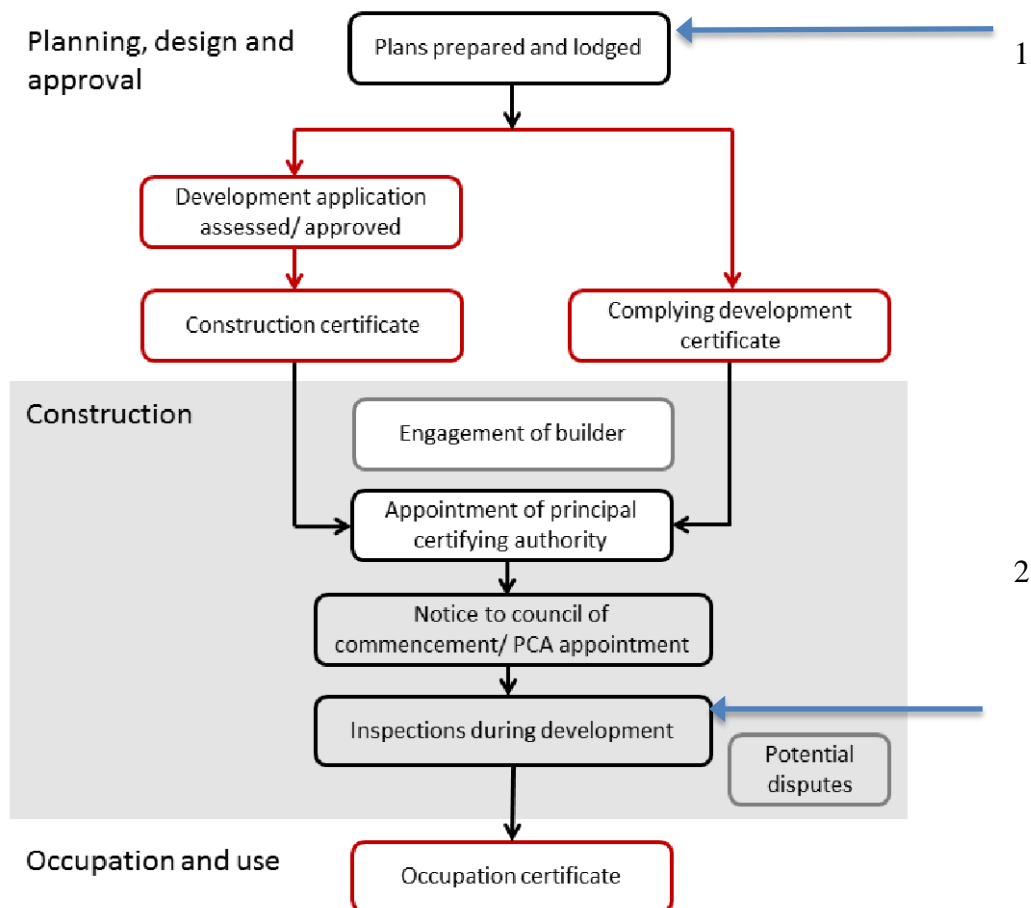 Planning, design and
approval
Plans prepared and lodged
1
Development application
assessed/ approved
Construction certificate
Complying development
certificate
Construction
Engagement of builder
Appointment of principal
certifying authority
2
Notice to council of
commencement/ PCA appointment
Inspections during development
Potential
disputes
Occupation and use
Occupation certificate